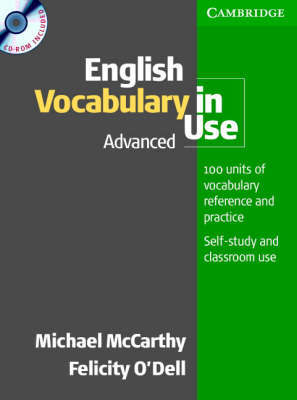 CD-ROM INCLUDED
CAMBRIDGE
English
Vocabulary in
Advanced Use
100 units of
vocabulary
reference and
practice
Self-study and
classroom use
Michael McCarthy
Felicity O'Dell